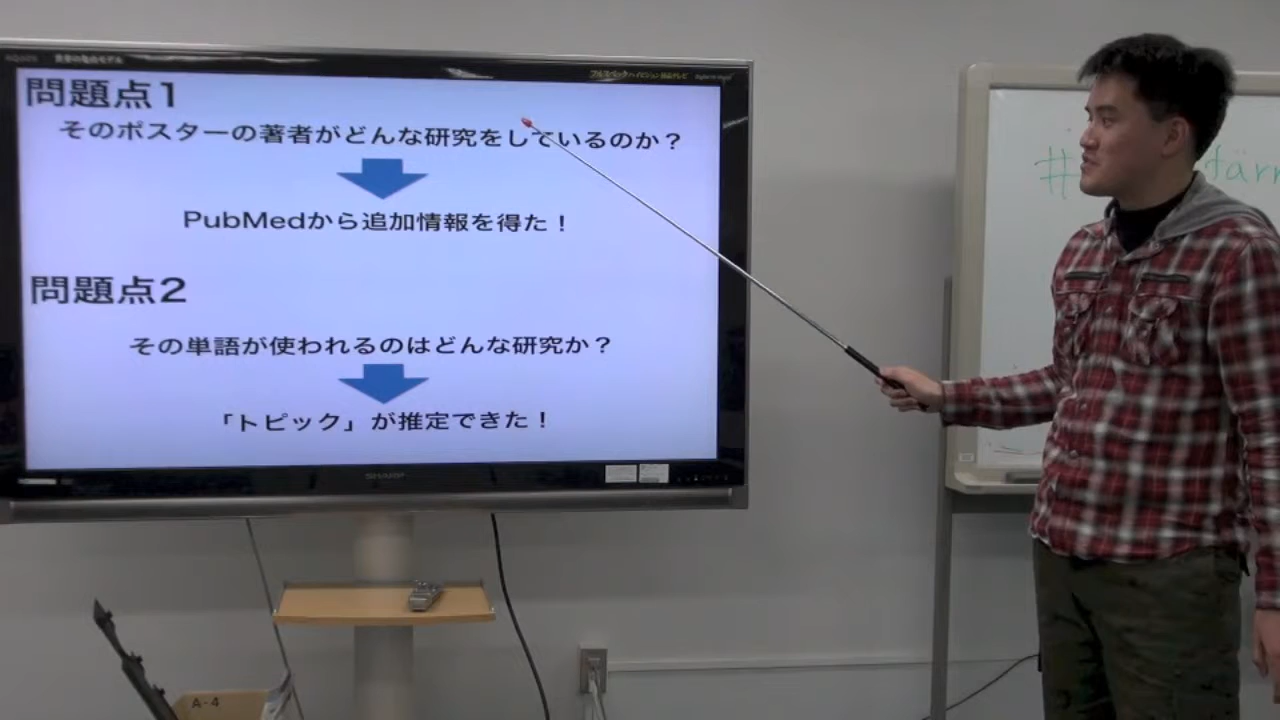 問題点1
そのポスターの著者がどんな研究をしているのか？
PubMedから追加情報を得た！
問題点2
その単語が使われるのはどんな研究か？
「トピック」が推定できた！
SHARP
A-4